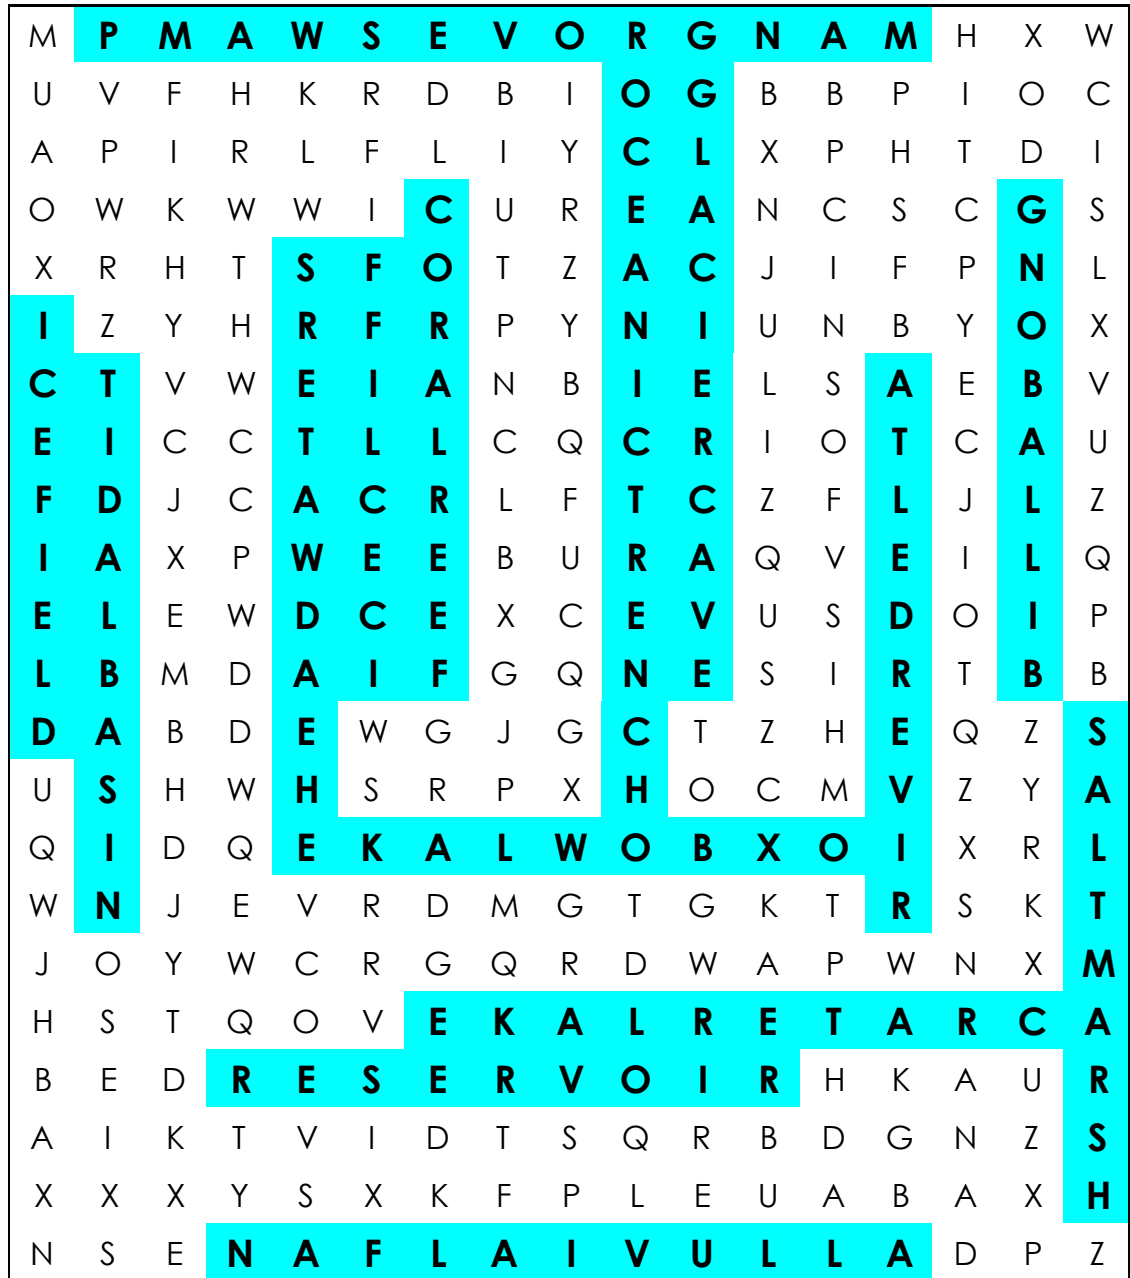 M P M A W S E V O R G N A M H X W
U V F H K R D B I O G B B P I O C
A P I R L F L I Y C L X P H T D I
O W K W W I C U R E A N C S C G S
X R H T S F O T Z A C J I F P N L
I Z Y H R F R P Y N I U N B Y O X
C T V W E I A N B I E L S A E B V
E I C C T L L C Q C R I O T C A U
F D J C A C R L F T C Z F L J L Z
I A X P W E E B U R A Q V E I L Q
E L E W D C E X C E V U S D O I P
L B M D A I F G Q N E S I R T B B
D A B D E W G J G C T Z H E Q Z S
U S H W H S R P X H O C M V Z Y A
Q I D Q E K A L W O B X O I X R L
W N J E V R D M G T G K T R S K T
J O Y W C R G Q R D W A P W N X M
H S T Q O V E K A L R E T A R C A
B E D R E S E R V O I R H K A U R
A I K T V I D T S Q R B D G N Z S
X X X Y S X K F P L E U A B A X H
N S E N A F L A I V U L L A D P Z